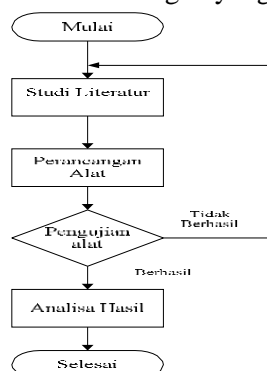 Mulai
Studi Literatur
Perancangan
Alat
Pengujian
alat
Tidak
Berhasil
Berhasil
Analisa Hasil
Selesai